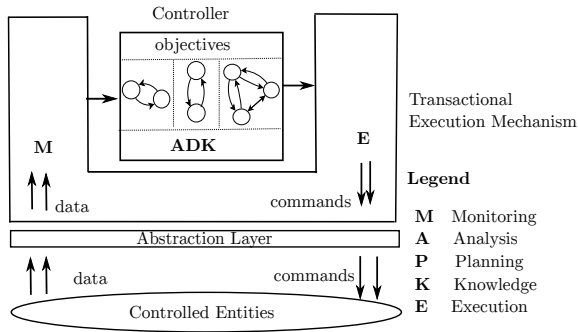 Controller
objectives
ADK
M
E
Transactional
Execution Mechanism
data
commands
Legend
M Monitoring
A Analysis
P Planning
K Knowledge
E Execution
Abstraction Layer
data
commands
Controlled Entities